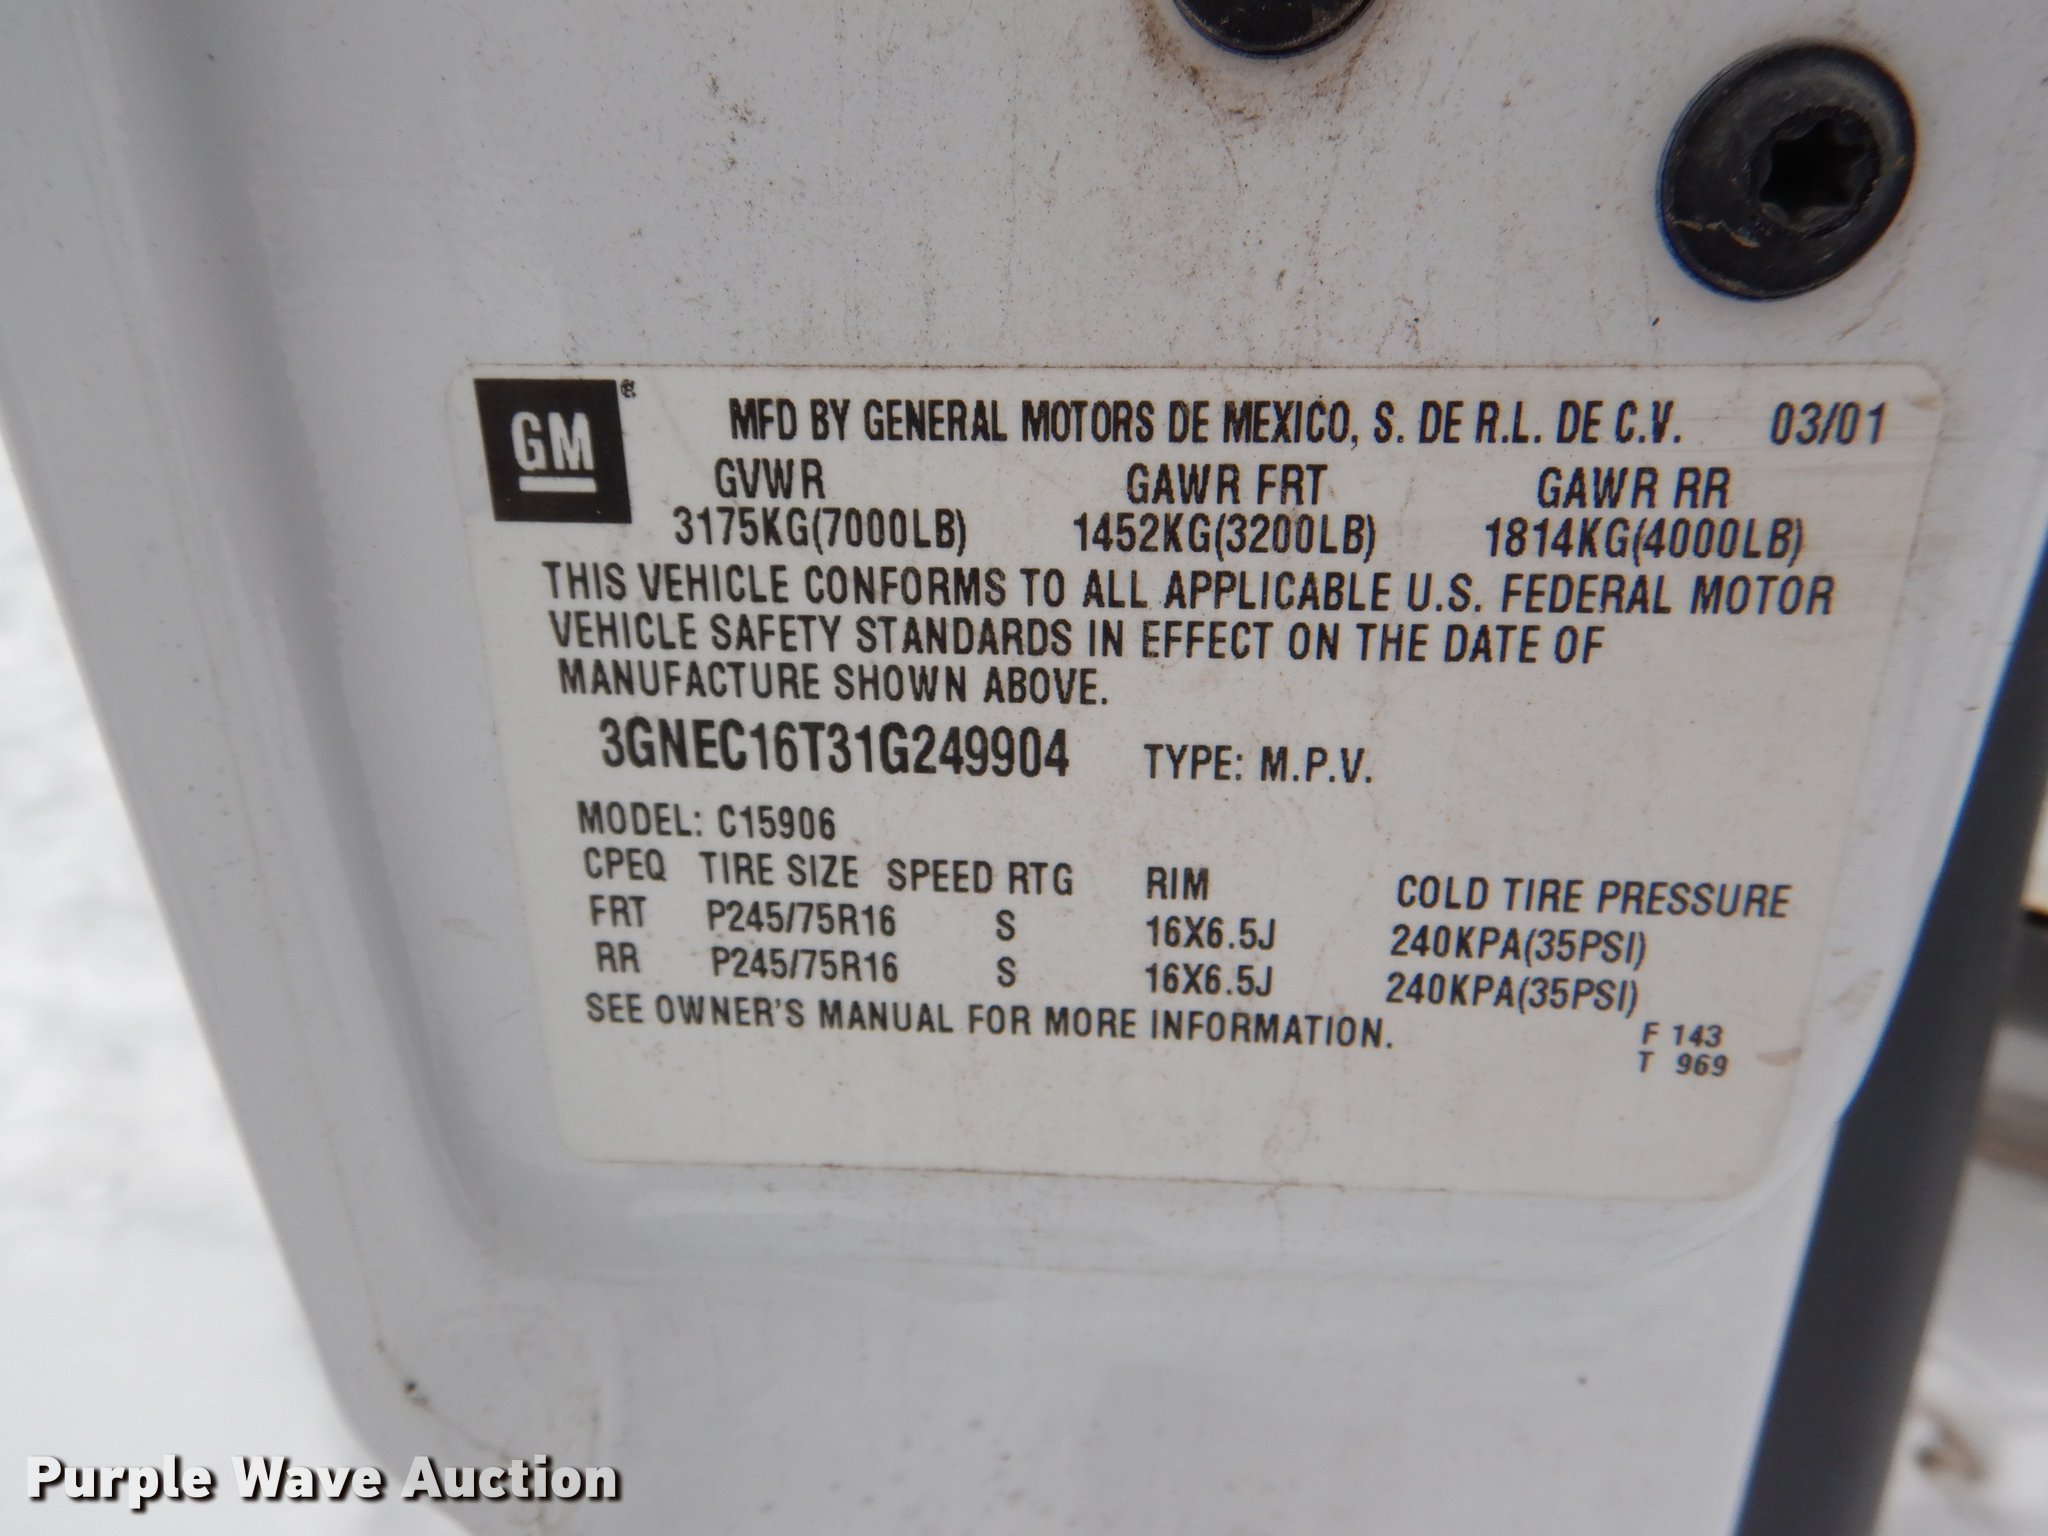 GM
MFD BY GENERAL MOTORS DE MEXICO, S. DE R.L. DE C.V. 03/01
GVWR GAWR FRT GAWR RR
3175KG(7000LB) 1452KG(3200LB) 1814KG(4000LB)
THIS VEHICLE CONFORMS TO ALL APPLICABLE U.S. FEDERAL MOTOR
VEHICLE SAFETY STANDARDS IN EFFECT ON THE DATE OF
MANUFACTURE SHOWN ABOVE.
3GNEC16T31G249904 TYPE: M.P.V.
MODEL: C15906
CPEQ TIRE SIZE SPEED RTG RIM COLD TIRE PRESSURE
FRT P245/75R16 S 16X6.5J 240KPA(35PSI)
RR P245/75R16 S 16X6.5J 240KPA(35PSI)
SEE OWNER'S MANUAL FOR MORE INFORMATION.
F 143
T 969
Purple Wave Auction